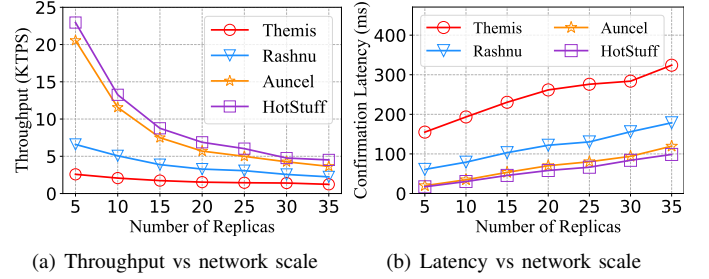 25
20
15
10
5
0
Throughput (KTPS)
Themis
Rashnu
Auncel
HotStuff
5 10 15 20 25 30 35
Number of Replicas
(a) Throughput vs network scale
400
300
200
100
0
Confirmation Latency (ms)
Themis Auncel
Rashnu HotStuff
5 10 15 20 25 30 35
Number of Replicas
(b) Latency vs network scale